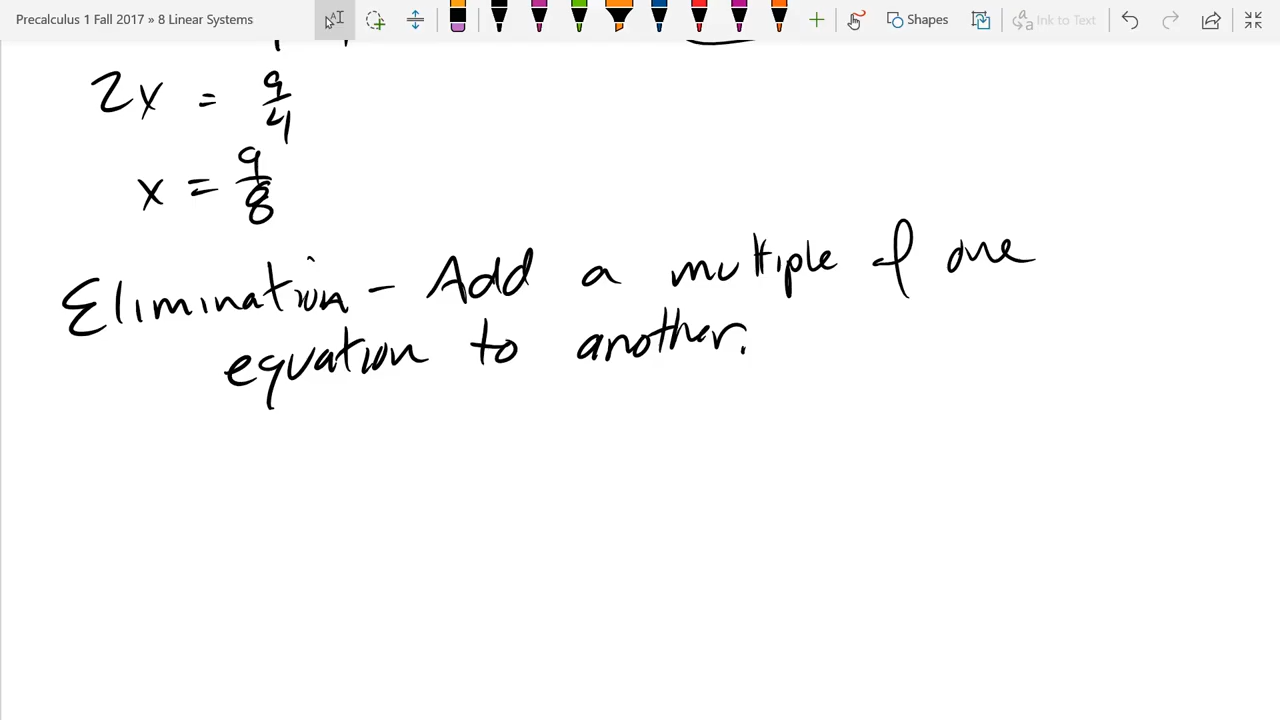 Precalculus 1 Fall 2017 » 8 Linear Systems
Shapes
Ink to Text
2x = 9/4
x = 9/8
Elimination - Add a multiple of one
equation to another.